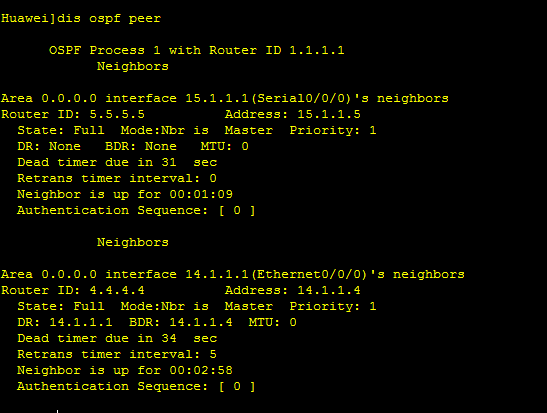 Huawei]dis ospf peer
OSPF Process 1 with Router ID 1.1.1.1
Neighbors
Area 0.0.0.0 interface 15.1.1.1(Serial0/0/0)'s neighbors
Router ID: 5.5.5.5 Address: 15.1.1.5
State: Full Mode:Nbr is Master Priority: 1
DR: None BDR: None MTU: 0
Dead timer due in 31 sec
Retrans timer interval: 0
Neighbor is up for 00:01:09
Authentication Sequence: [ 0 ]
Neighbors
Area 0.0.0.0 interface 14.1.1.1(Ethernet0/0/0)'s neighbors
Router ID: 4.4.4.4 Address: 14.1.1.4
State: Full Mode:Nbr is Master Priority: 1
DR: 14.1.1.1 BDR: 14.1.1.4 MTU: 0
Dead timer due in 34 sec
Retrans timer interval: 5
Neighbor is up for 00:02:58
Authentication Sequence: [ 0 ]